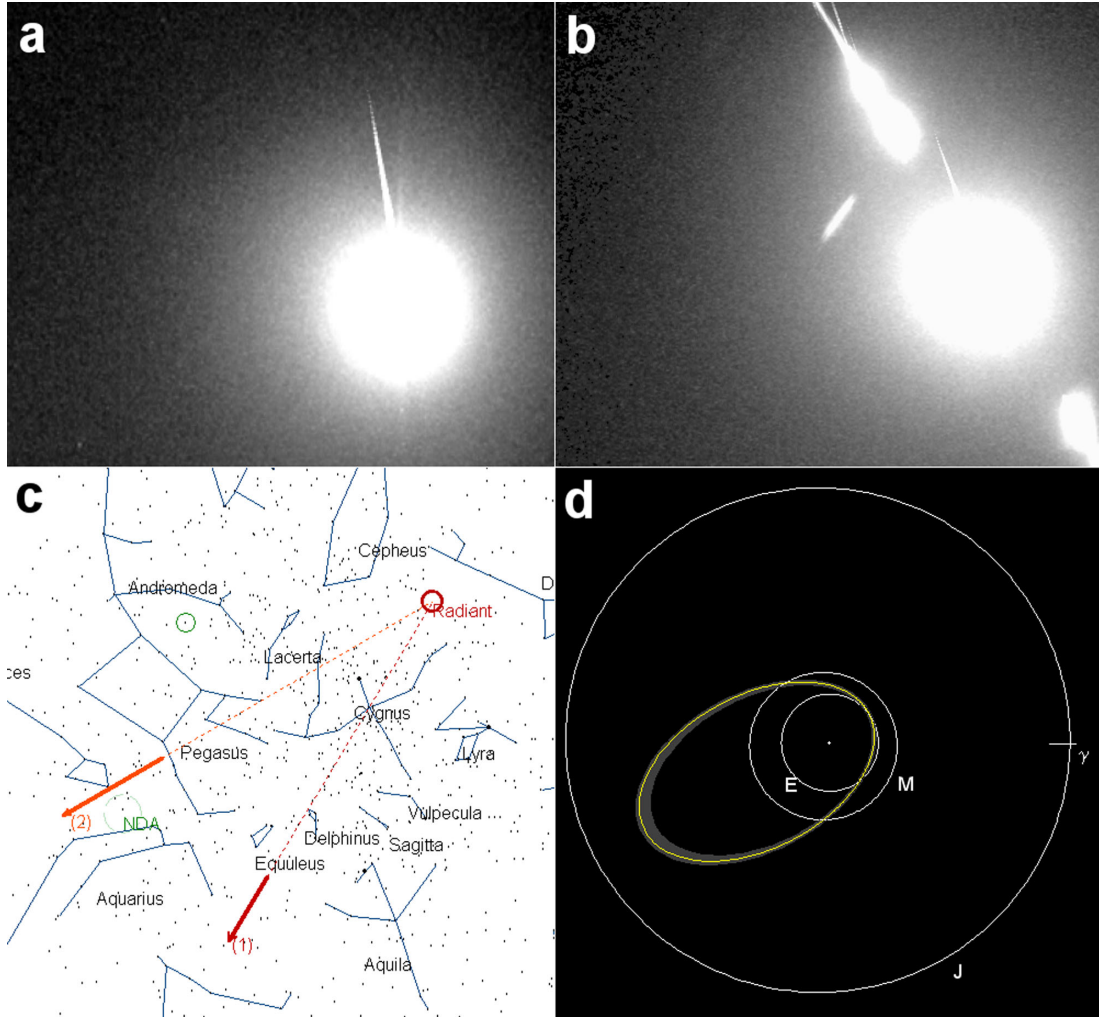 a
b
c
Cepheus
D
Andromeda
Radiant
Lacerta
ces
Cygnus
Pegasus
Lyra
(2)
NDA
Vulpecula
Delphinus
Sagitta
Equuleus
Aquarius
(1)
Aquila
d
γ
E
M
J